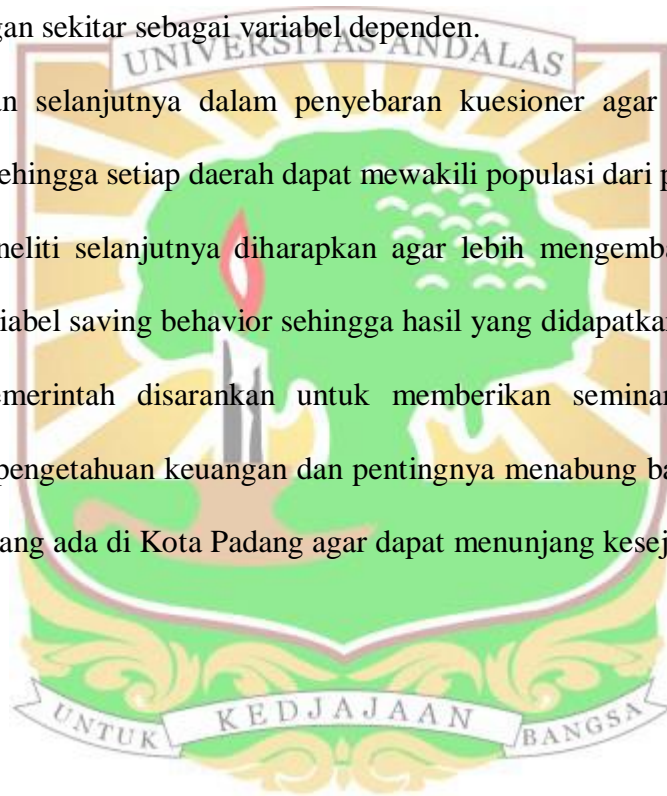 gan sekitar sebagai variabel dependen.
UNIVERSITAS ANDALAS
n selanjutnya dalam penyebaran kuesioner agar
ehingga setiap daerah dapat mewakili populasi dari p
neliti selanjutnya diharapkan agar lebih mengemba
iabel saving behavior sehingga hasil yang didapatkan
emerintah disarankan untuk memberikan seminar
pengetahuan keuangan dan pentingnya menabung ba
ang ada di Kota Padang agar dapat menunjang kesej
UNTUK KEDJAJAAN BANGSA